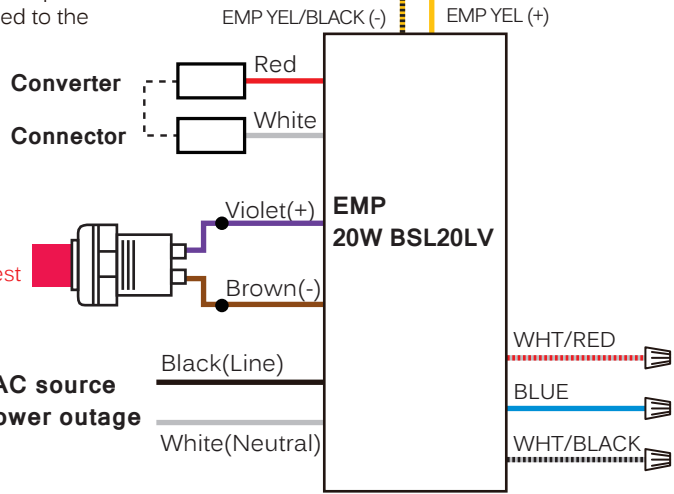 ed to the
EMP YEL/BLACK (-)
EMP YEL (+)
Converter
Red
Connector
White
Violet(+)
EMP
20W BSL20LV
est
Brown(-)
WHT/RED
Black(Line)
AC source
BLUE
ower outage
White(Neutral)
WHT/BLACK